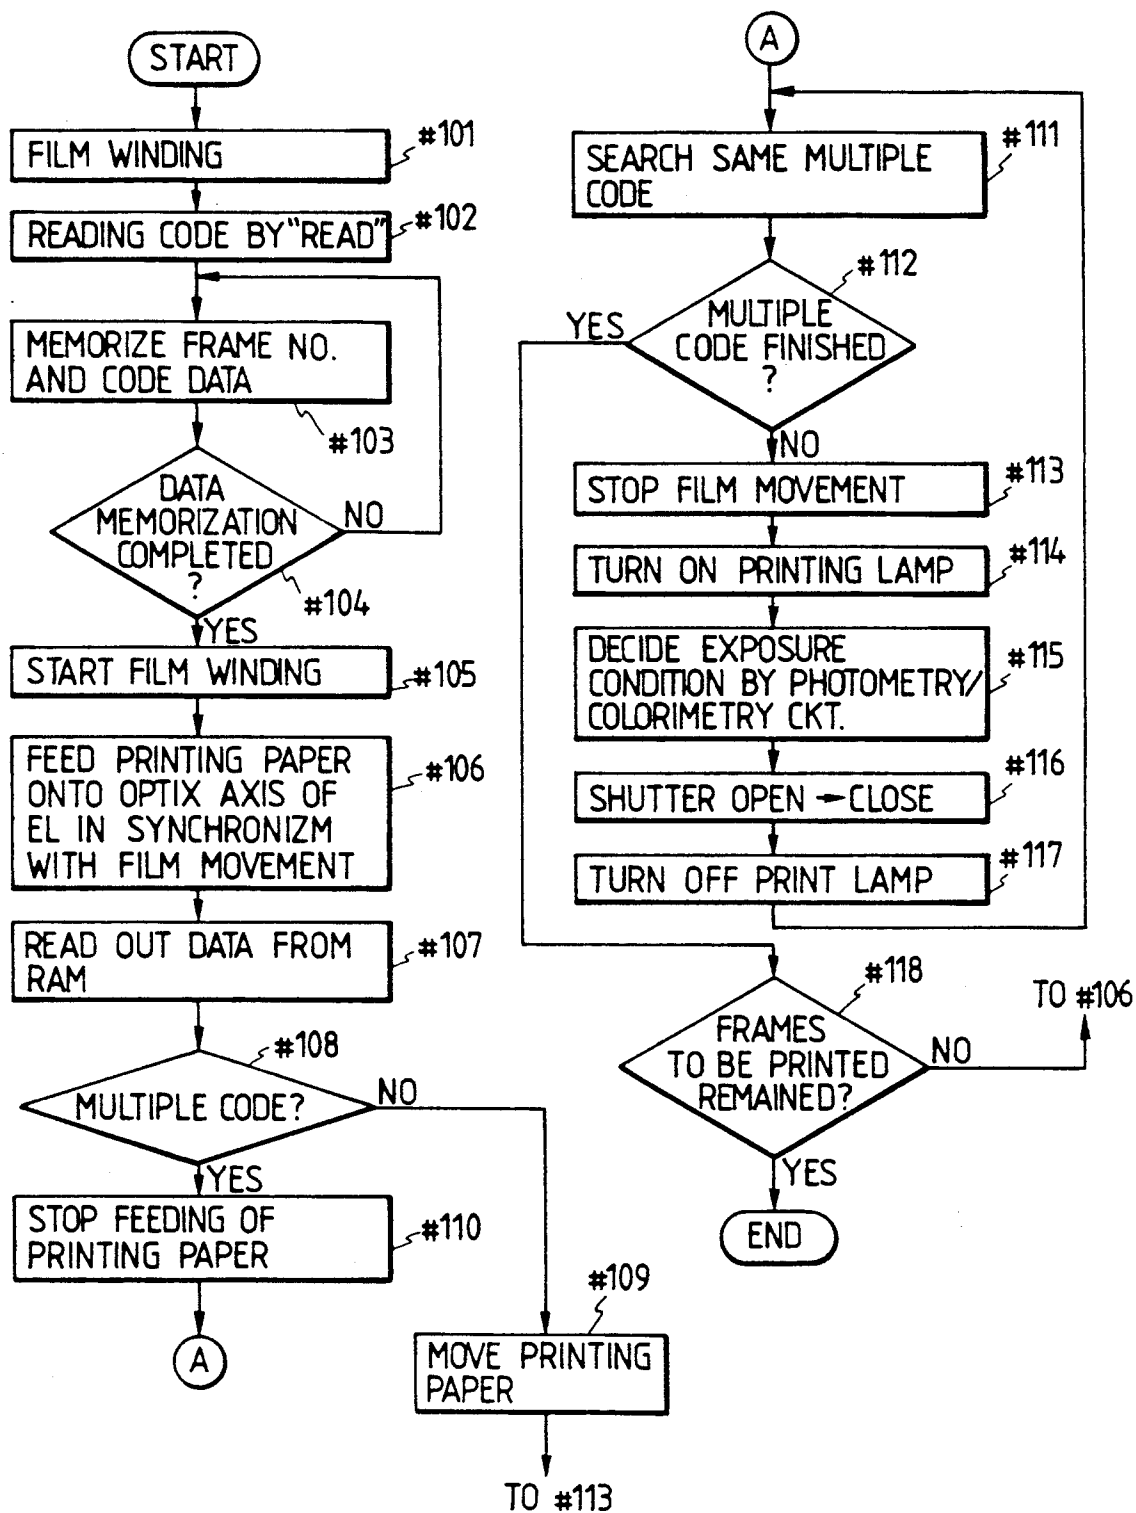 START
#101
FILM WINDING
#102
READING CODE BY "READ"
MEMORIZE FRAME NO.
AND CODE DATA
#103
DATA
MEMORIZATION
COMPLETED
?
NO
#104
YES
START FILM WINDING
#105
FEED PRINTING PAPER
ONTO OPTIX AXIS OF
EL IN SYNCHRONIZM
WITH FILM MOVEMENT
#106
READ OUT DATA FROM
RAM
#107
#108
MULTIPLE CODE?
NO
YES
STOP FEEDING OF
PRINTING PAPER
#110
A
#109
MOVE PRINTING
PAPER
TO #113
A
#111
SEARCH SAME MULTIPLE
CODE
#112
MULTIPLE
CODE FINISHED
?
YES
NO
STOP FILM MOVEMENT
#113
TURN ON PRINTING LAMP
#114
DECIDE EXPOSURE
CONDITION BY PHOTOMETRY/
COLORIMETRY CKT.
#115
SHUTTER OPEN → CLOSE
#116
TURN OFF PRINT LAMP
#117
#118
FRAMES
TO BE PRINTED
REMAINED?
NO
TO #106
YES
END